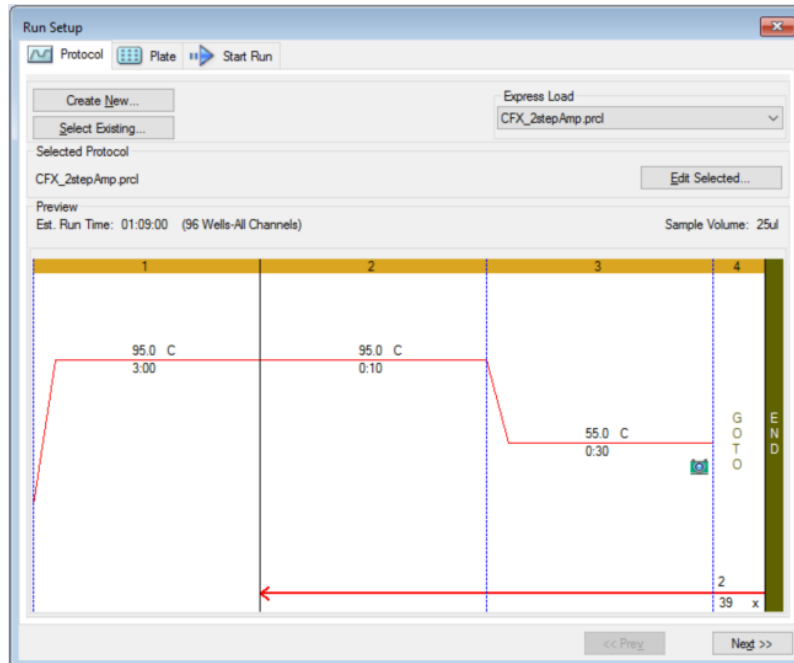 Run Setup
Protocol Plate Start Run
Create New... Express Load
CFX_2stepAmp.prcl
Select Existing...
Selected Protocol
CFX_2stepAmp.prcl Edit Selected...
Preview
Est. Run Time: 01:09:00 (96 Wells-All Channels) Sample Volume: 25ul
1 2 3 4
95.0 C 95.0 C
3:00 0:10
55.0 C
0:30
GOTO
END
2
39 x
<< Prev Next >>